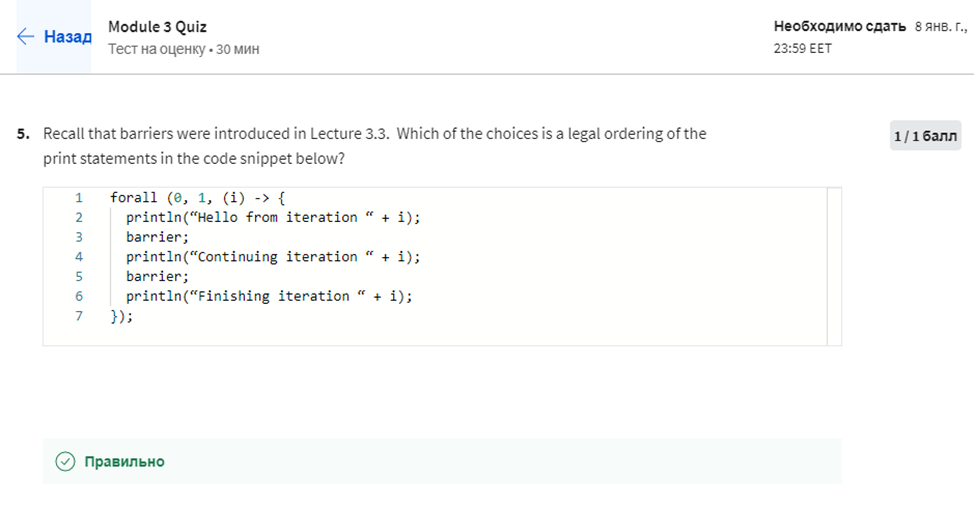 Назад
Module 3 Quiz
Тест на оценку • 30 мин
Необходимо сдать 8 янв. г.,
23:59 EET
5. Recall that barriers were introduced in Lecture 3.3. Which of the choices is a legal ordering of the
print statements in the code snippet below?
1 / 1 балл
1 forall (0, 1, (i) -> {
2 println(“Hello from iteration “ + i);
3 barrier;
4 println(“Continuing iteration “ + i);
5 barrier;
6 println(“Finishing iteration “ + i);
7 });
Правильно